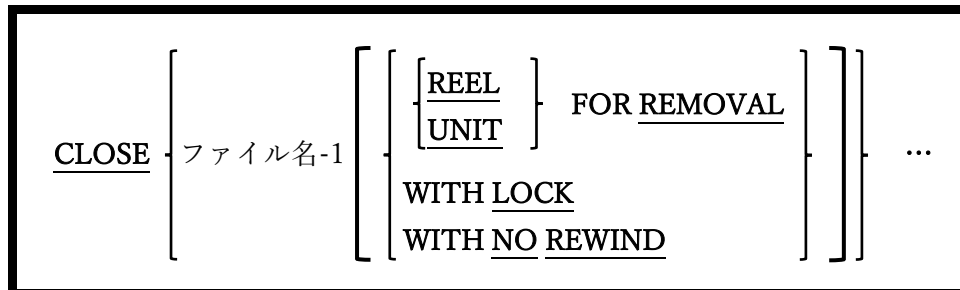 REEL
FOR REMOVAL
UNIT
CLOSE ファイル名-1 ...
WITH LOCK
WITH NO REWIND